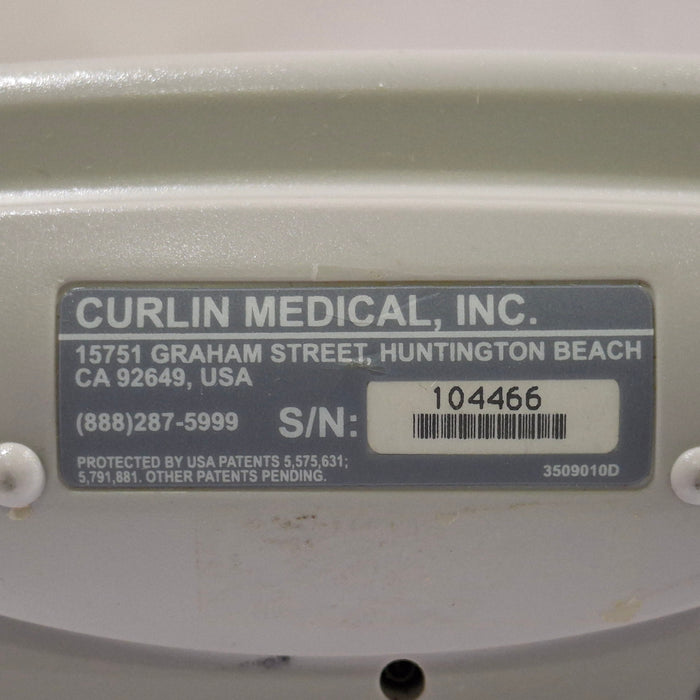 CURLIN MEDICAL, INC.
15751 GRAHAM STREET, HUNTINGTON BEACH
CA 92649, USA
(888)287-5999 S/N: 104466
PROTECTED BY USA PATENTS 5,575,631;
5,791,881. OTHER PATENTS PENDING.
3509010D